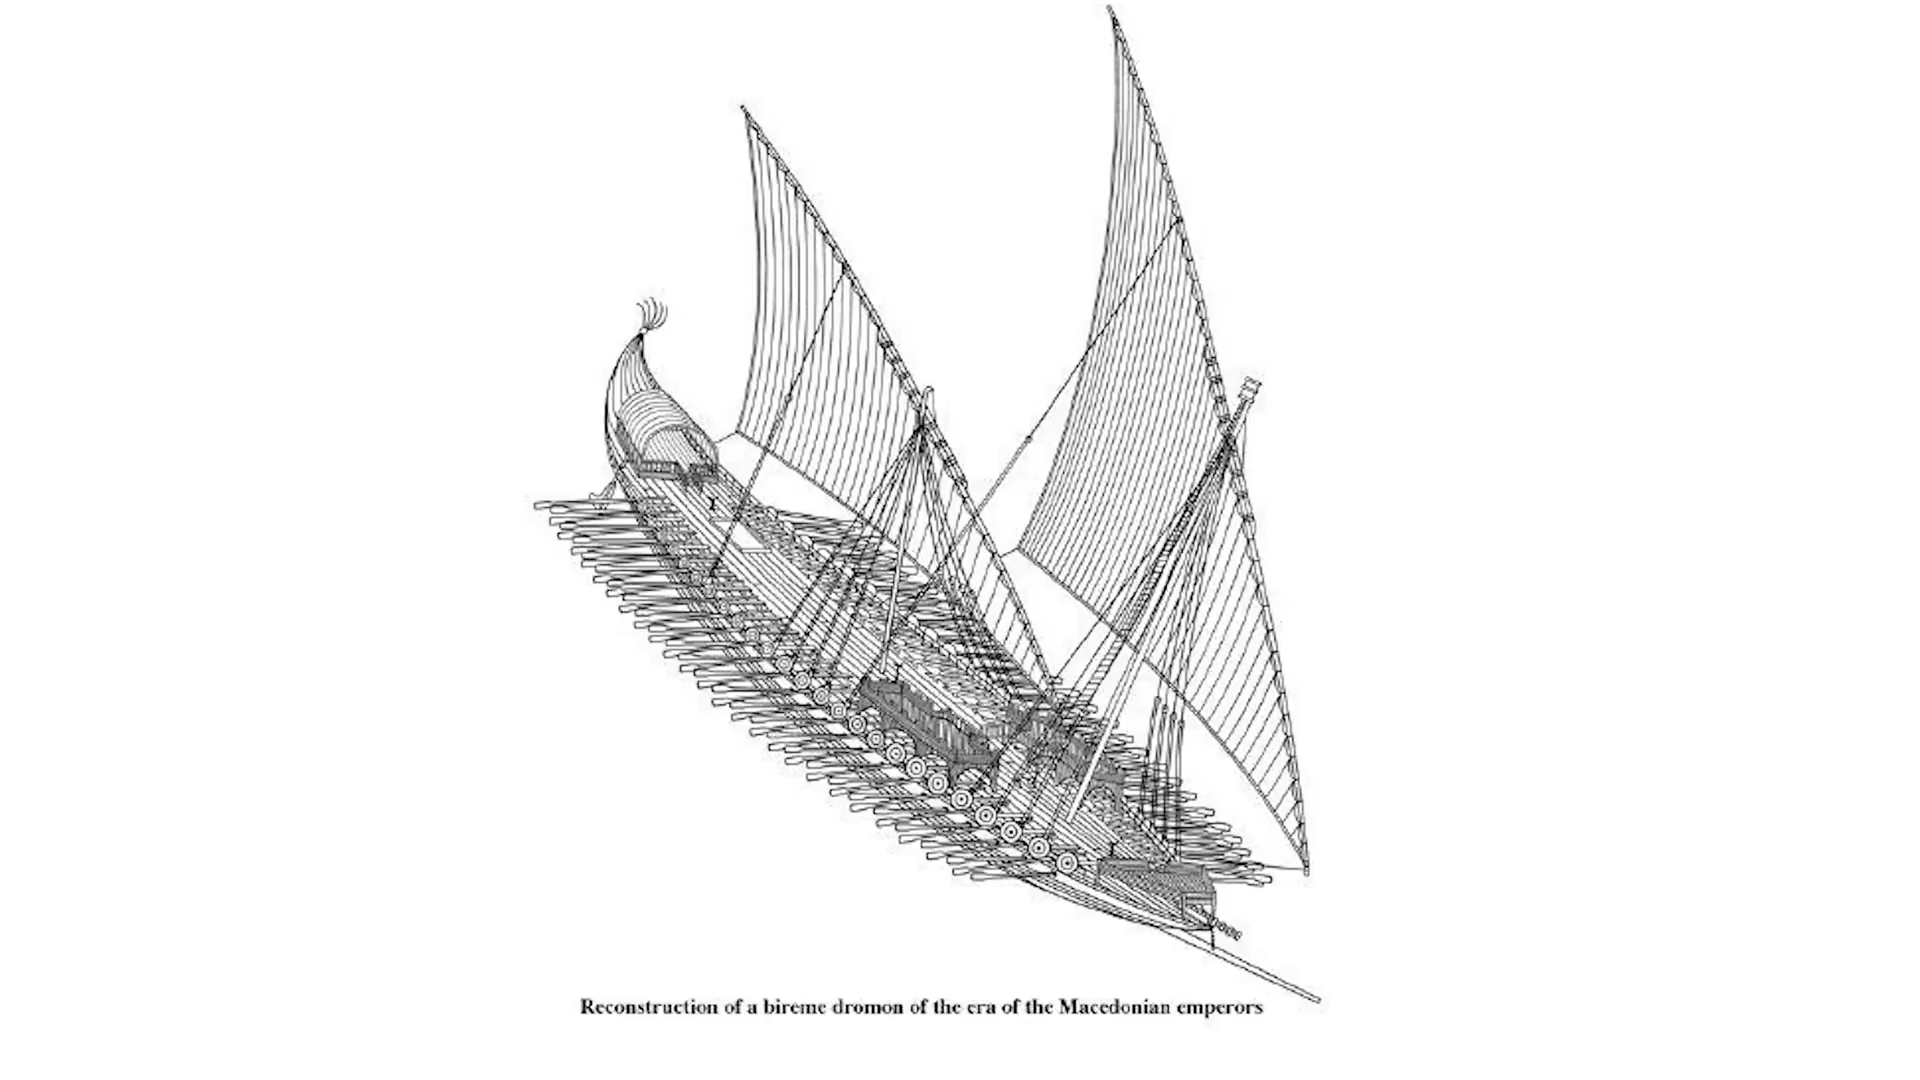 Reconstruction of a bireme dromon of the era of the Macedonian emperors